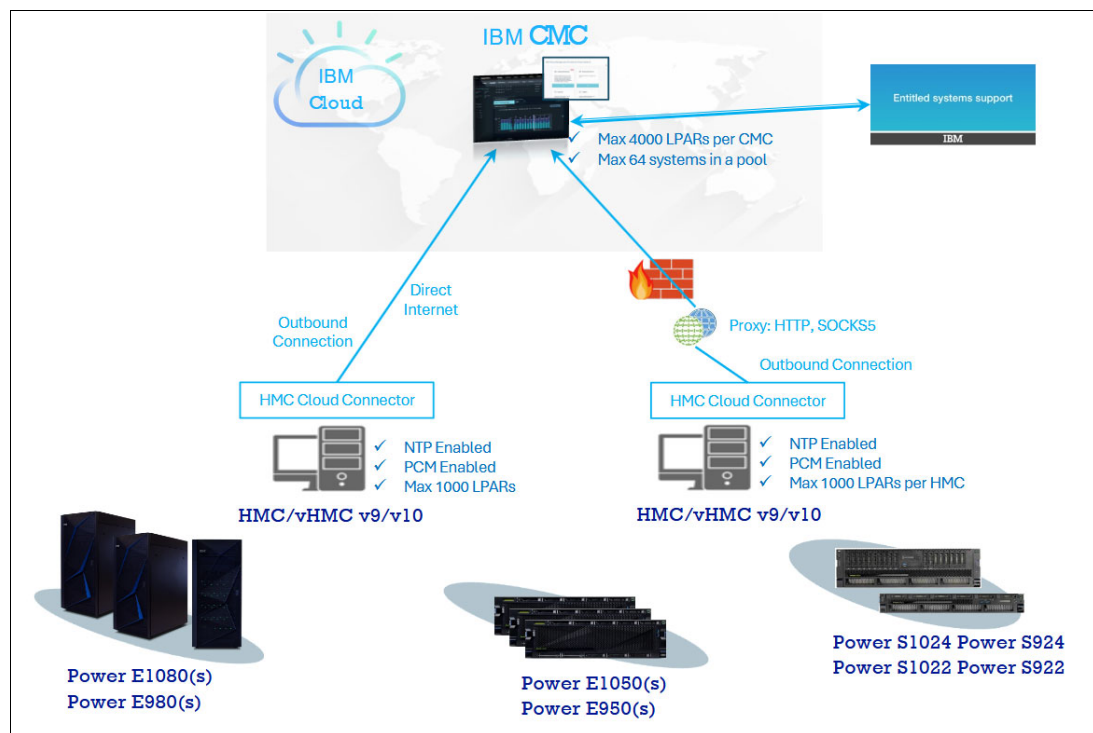 IBM CMC
IBM
Cloud
Entitled systems support
IBM
✓ Max 4000 LPARs per CMC
✓ Max 64 systems in a pool
Direct
Internet
Outbound
Connection
Proxy: HTTP, SOCKS5
Outbound Connection
HMC Cloud Connector
✓ NTP Enabled
✓ PCM Enabled
✓ Max 1000 LPARs
HMC/vHMC v9/v10
HMC Cloud Connector
✓ NTP Enabled
✓ PCM Enabled
✓ Max 1000 LPARs per HMC
HMC/vHMC v9/v10
Power E1080(s)
Power E980(s)
Power E1050(s)
Power E950(s)
Power S1024 Power S924
Power S1022 Power S922